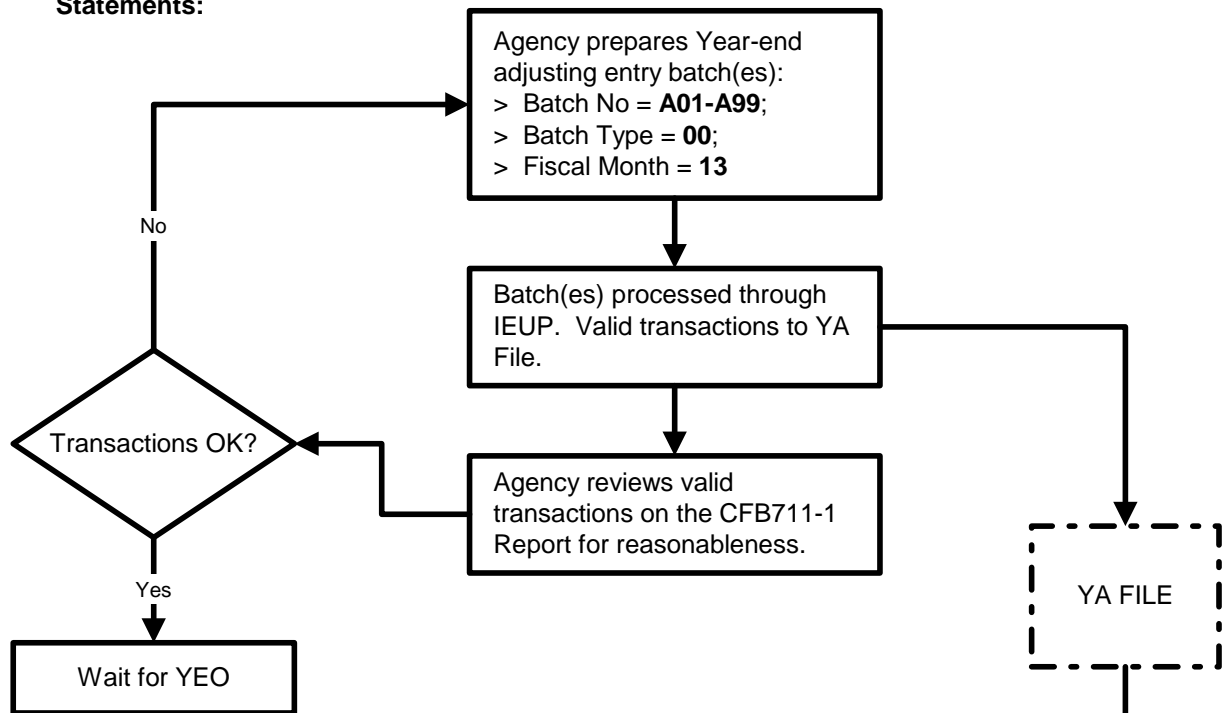 Statements:
Agency prepares Year-end
adjusting entry batch(es):
> Batch No = A01-A99;
> Batch Type = 00;
> Fiscal Month = 13
No
Batch(es) processed through
IEUP. Valid transactions to YA
File.
Transactions OK?
Agency reviews valid
transactions on the CFB711-1
Report for reasonableness.
Yes
YA FILE
Wait for YEO